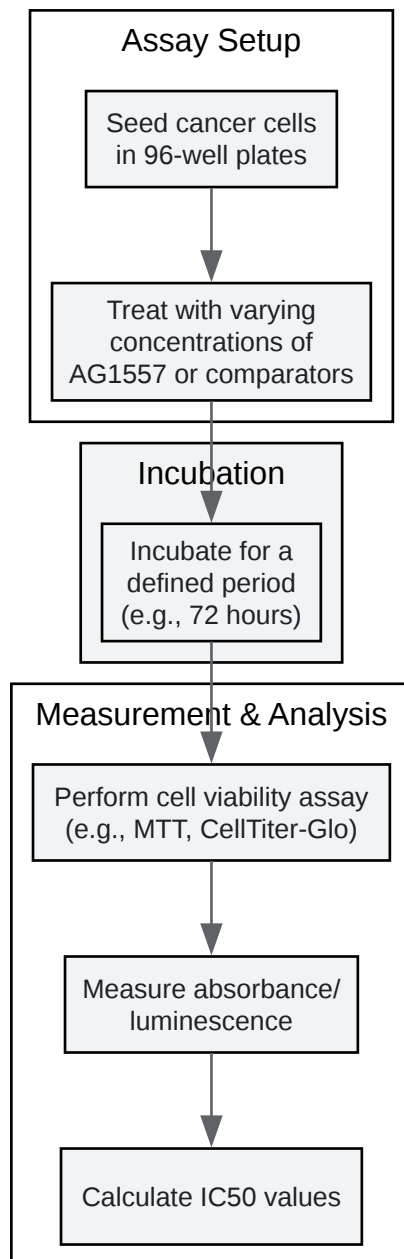 Assay Setup
Seed cancer cells
in 96-well plates
Treat with varying
concentrations of
AG1557 or comparators
Incubation
Incubate for a
defined period
(e.g., 72 hours)
Measurement & Analysis
Perform cell viability assay
(e.g., MTT, CellTiter-Glo)
Measure absorbance/
luminescence
Calculate IC50 values